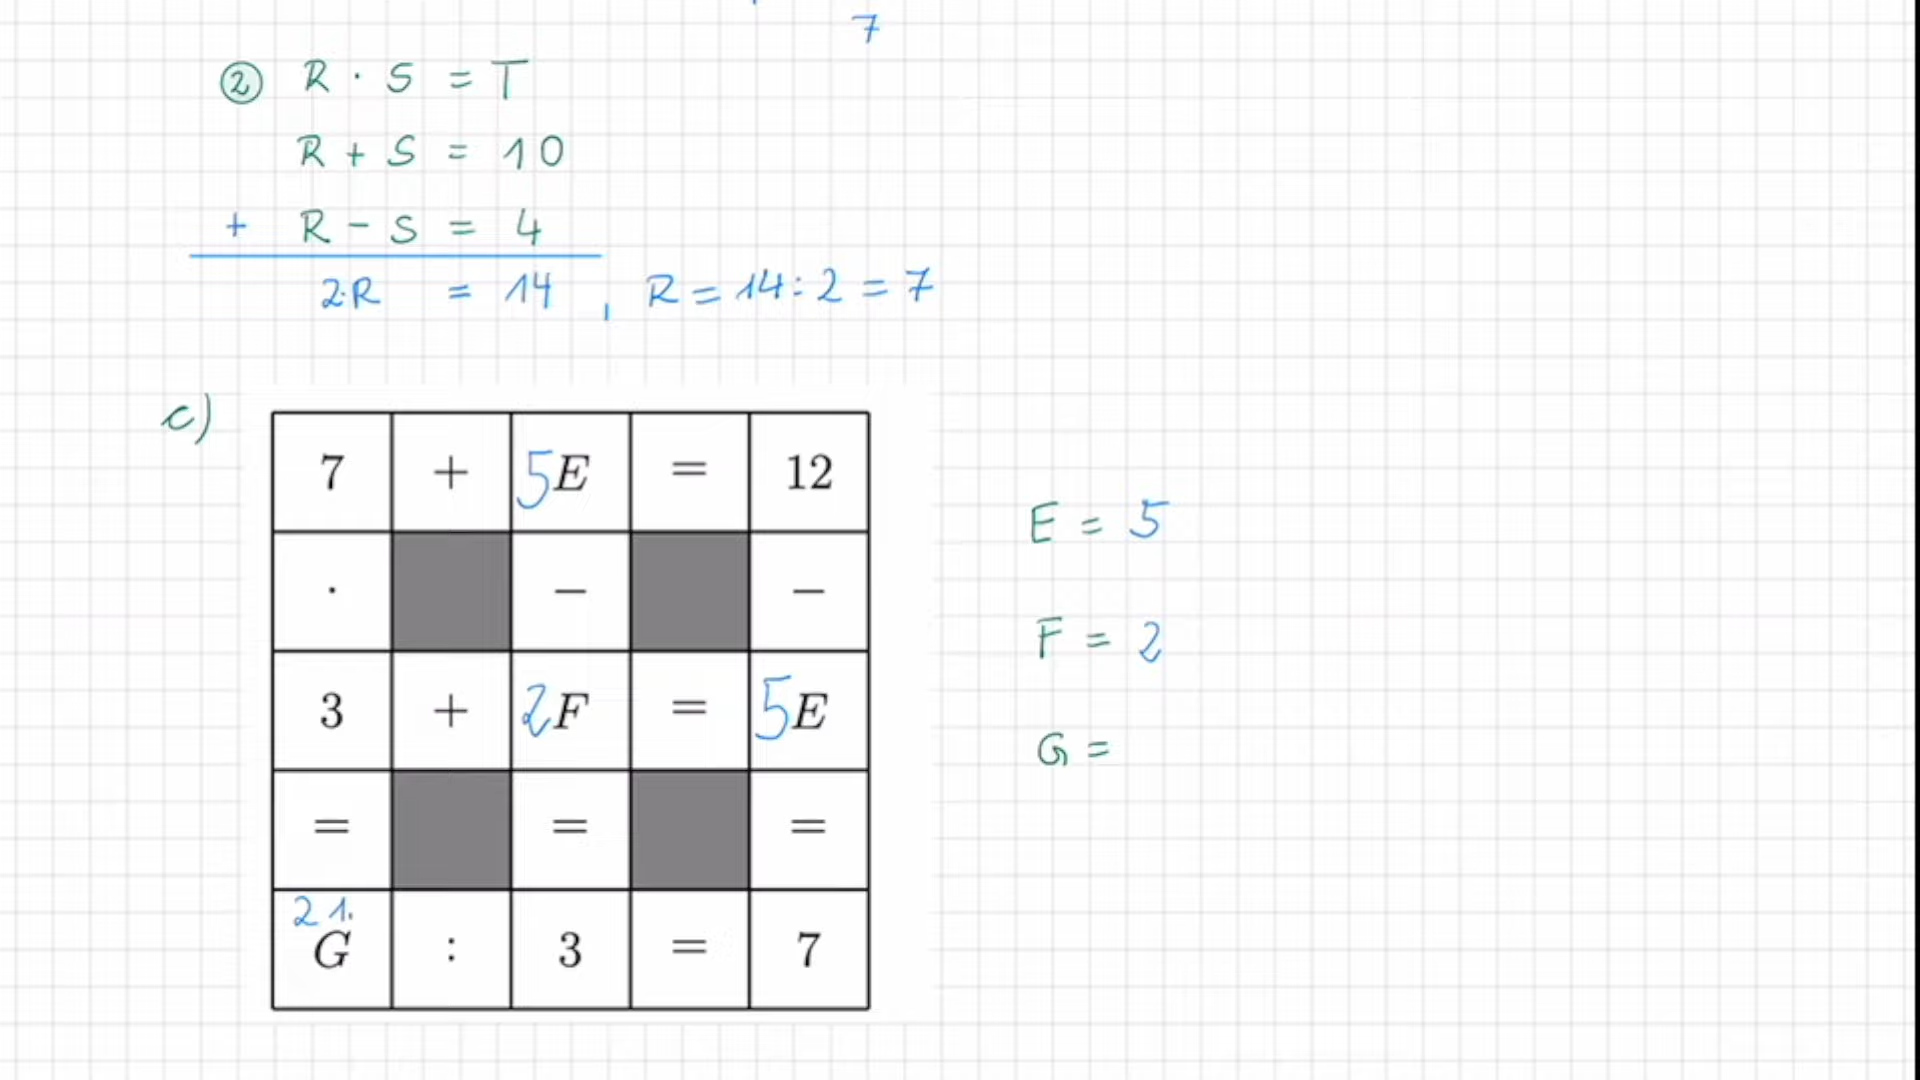 7
② R · S = T
R + S = 10
+ R - S = 4
2·R = 14, R = 14:2 = 7
c)
7 + 5E = 12
· − −
3 + 2F = 5E
= = =
21.
G : 3 = 7
E = 5
F = 2
G =